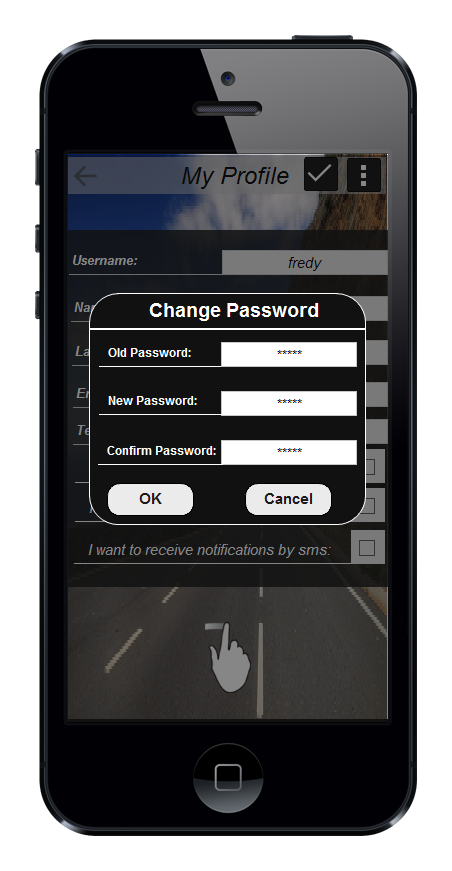 My Profile
Username: fredy
Na
Change Password
Old Password: *****
La
New Password: *****
Te
Confirm Password: *****
OK Cancel
I want to receive notifications by sms: